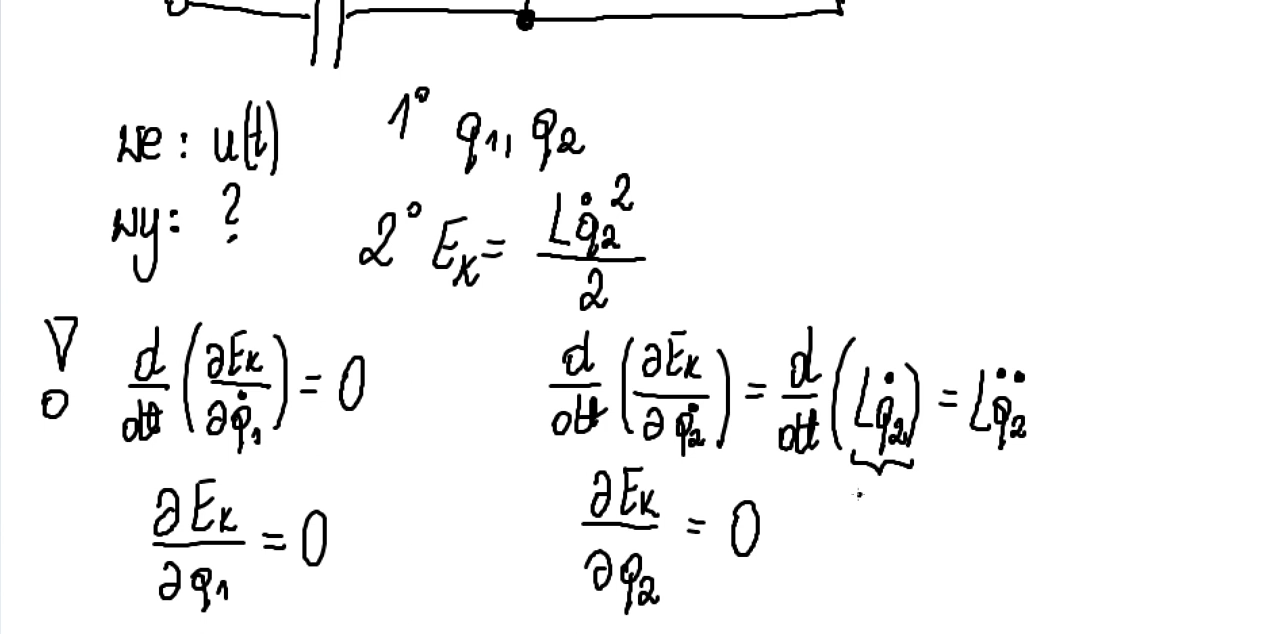 we : u(t) 1° q₁, q₂
wy : ? 2° Eₖ = Lq̇₂² / 2
! d/dt (∂Eₖ/∂q̇₁) = 0 d/dt (∂Eₖ/∂q̇₂) = d/dt (Lq̇₂) = Lq̈₂
∂Eₖ/∂q₁ = 0 ∂Eₖ/∂q₂ = 0